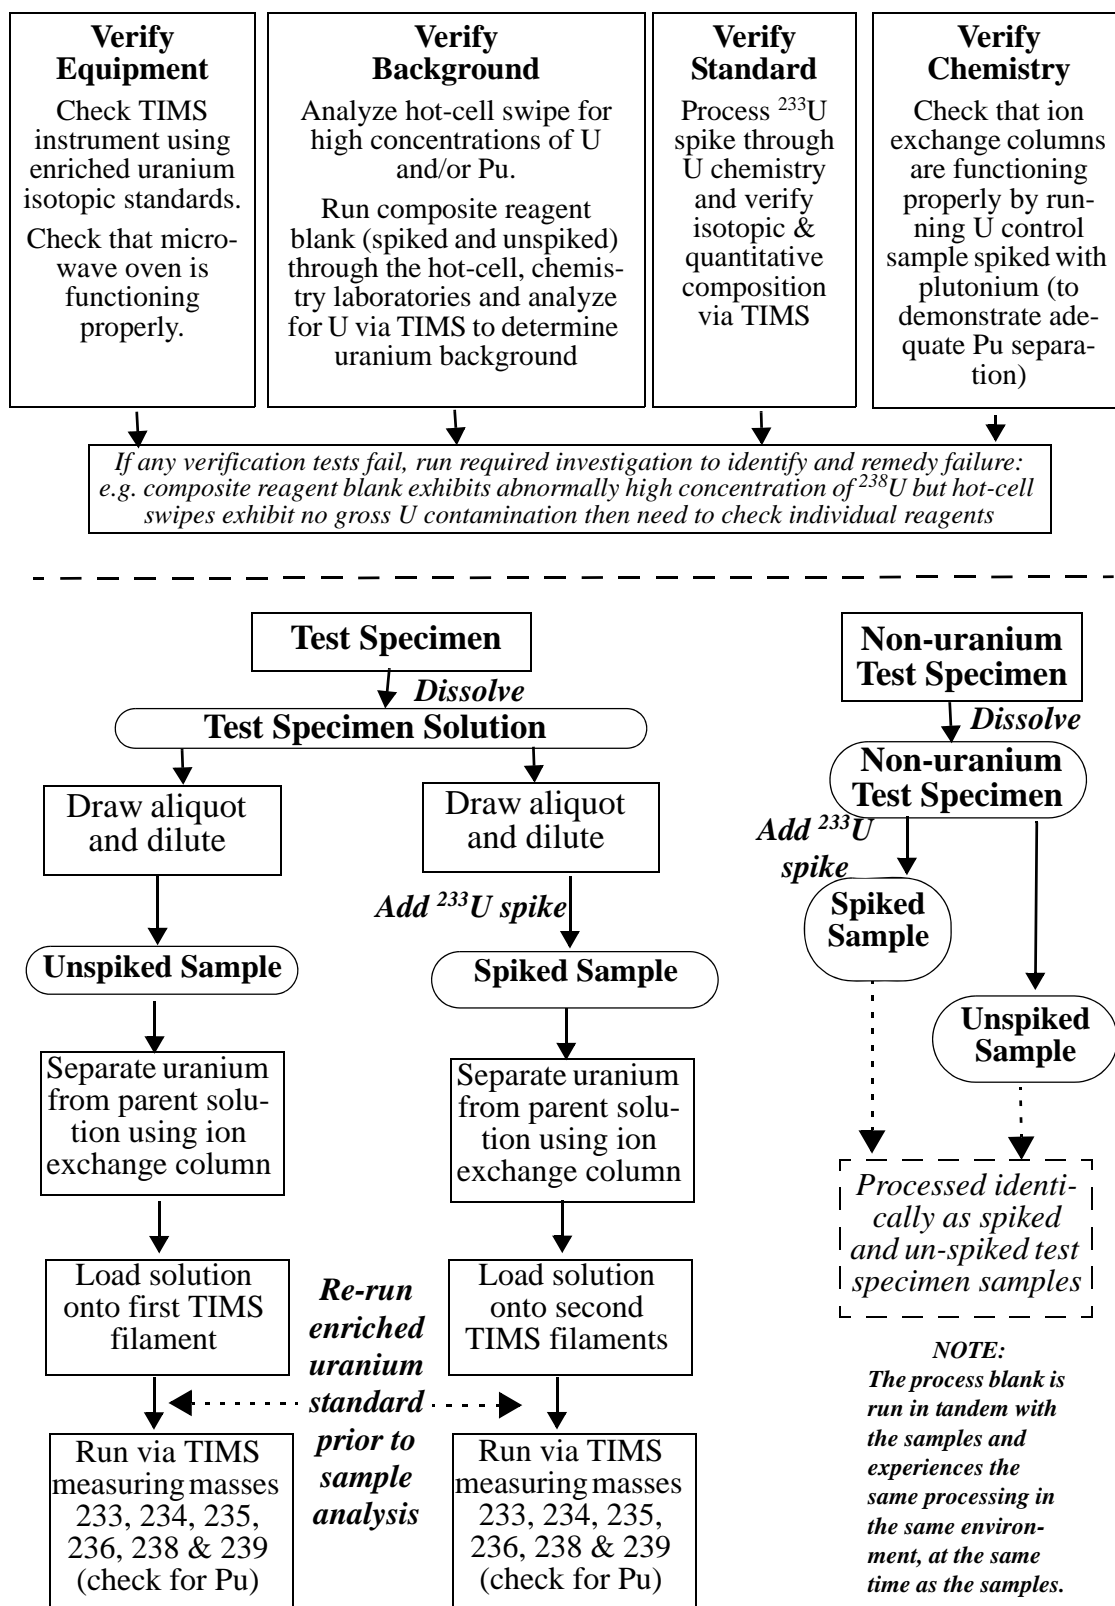 Verify
Equipment
Check TIMS
instrument using
enriched uranium
isotopic standards.
Check that micro-
wave oven is
functioning
properly.
Verify
Background
Analyze hot-cell swipe for
high concentrations of U
and/or Pu.
Run composite reagent
blank (spiked and unspiked)
through the hot-cell, chemis-
try laboratories and analyze
for U via TIMS to determine
uranium background
Verify
Standard
Process ²³³U
spike through
U chemistry
and verify
isotopic &
quantitative
composition
via TIMS
Verify
Chemistry
Check that ion
exchange columns
are functioning
properly by run-
ning U control
sample spiked with
plutonium (to
demonstrate ade-
quate Pu separa-
tion)
If any verification tests fail, run required investigation to identify and remedy failure:
e.g. composite reagent blank exhibits abnormally high concentration of ²³⁸U but hot-cell
swipes exhibit no gross U contamination then need to check individual reagents
Test Specimen
Dissolve
Test Specimen Solution
Draw aliquot
and dilute
Unspiked Sample
Separate uranium
from parent solu-
tion using ion
exchange column
Load solution
onto first TIMS
filament
Run via TIMS
measuring masses
233, 234, 235,
236, 238 & 239
(check for Pu)
Draw aliquot
and dilute
Add ²³³U spike
Spiked Sample
Separate uranium
from parent solu-
tion using ion
exchange column
Load solution
onto second
TIMS filaments
Re-run
enriched
uranium
standard
prior to
sample
analysis
Run via TIMS
measuring masses
233, 234, 235,
236, 238 & 239
(check for Pu)
Non-uranium
Test Specimen
Dissolve
Non-uranium
Test Specimen
Add ²³³U
spike
Spiked
Sample
Unspiked
Sample
Processed identi-
cally as spiked
and un-spiked test
specimen samples
NOTE:
The process blank is
run in tandem with
the samples and
experiences the
same processing in
the same environ-
ment, at the same
time as the samples.